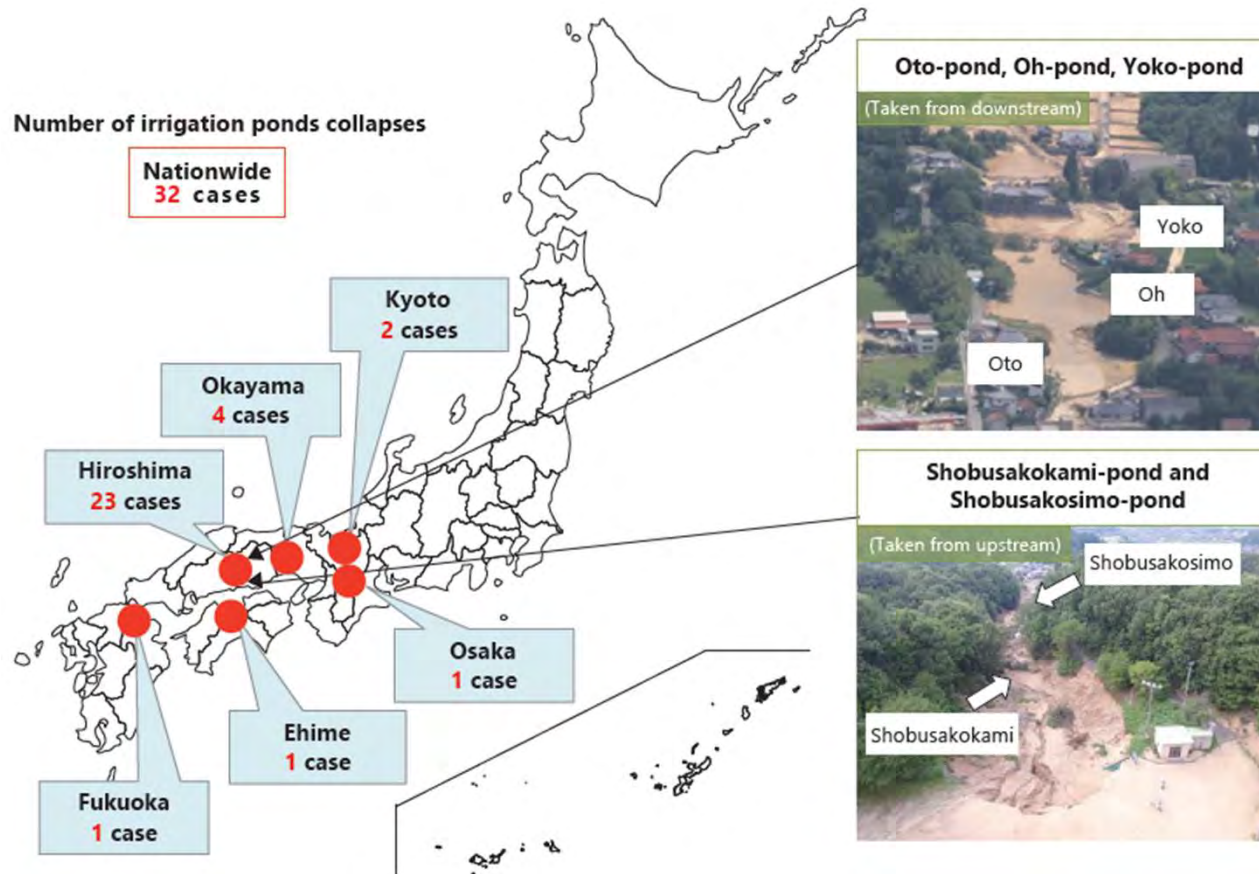 Number of irrigation ponds collapses
Nationwide
32 cases
Kyoto
2 cases
Okayama
4 cases
Hiroshima
23 cases
Osaka
1 case
Ehime
1 case
Fukuoka
1 case
Oto-pond, Oh-pond, Yoko-pond
(Taken from downstream)
Yoko
Oh
Oto
Shobusakokami-pond and
Shobusakosimo-pond
(Taken from upstream)
Shobusakosimo
Shobusakokami